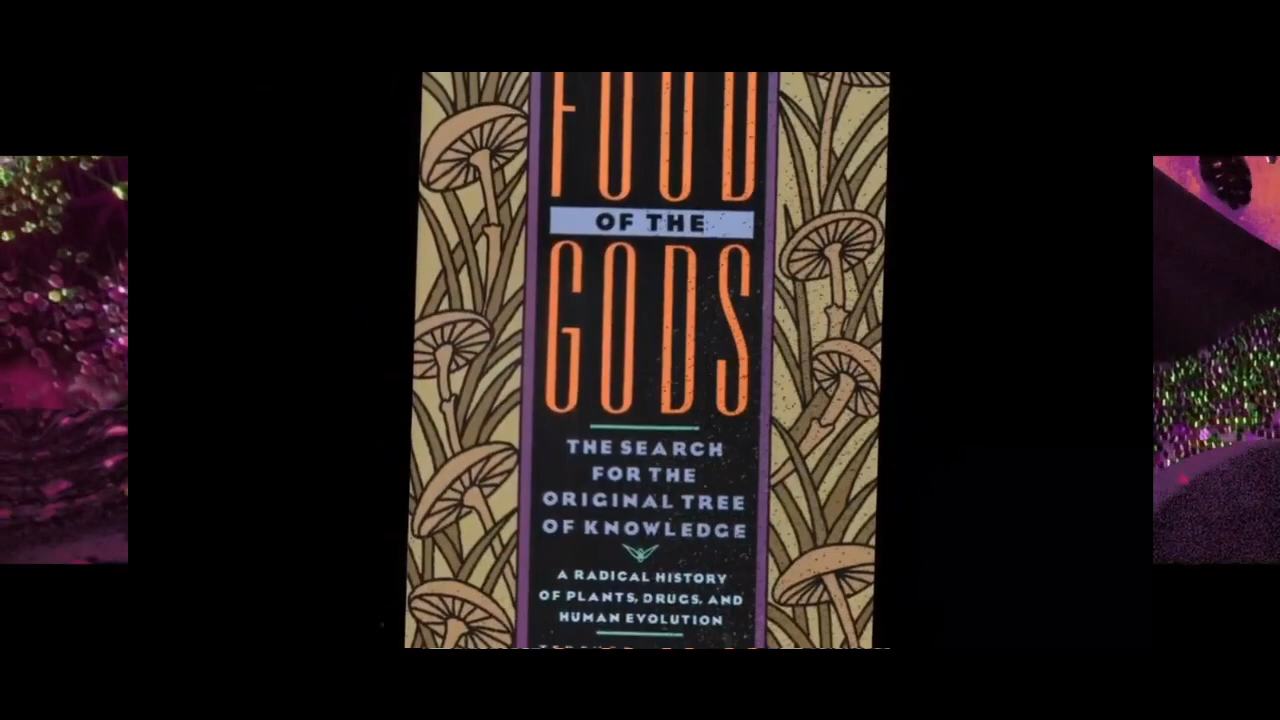 FOOD
OF THE
GODS
THE SEARCH
FOR THE
ORIGINAL TREE
OF KNOWLEDGE
A RADICAL HISTORY
OF PLANTS, DRUGS, AND
HUMAN EVOLUTION